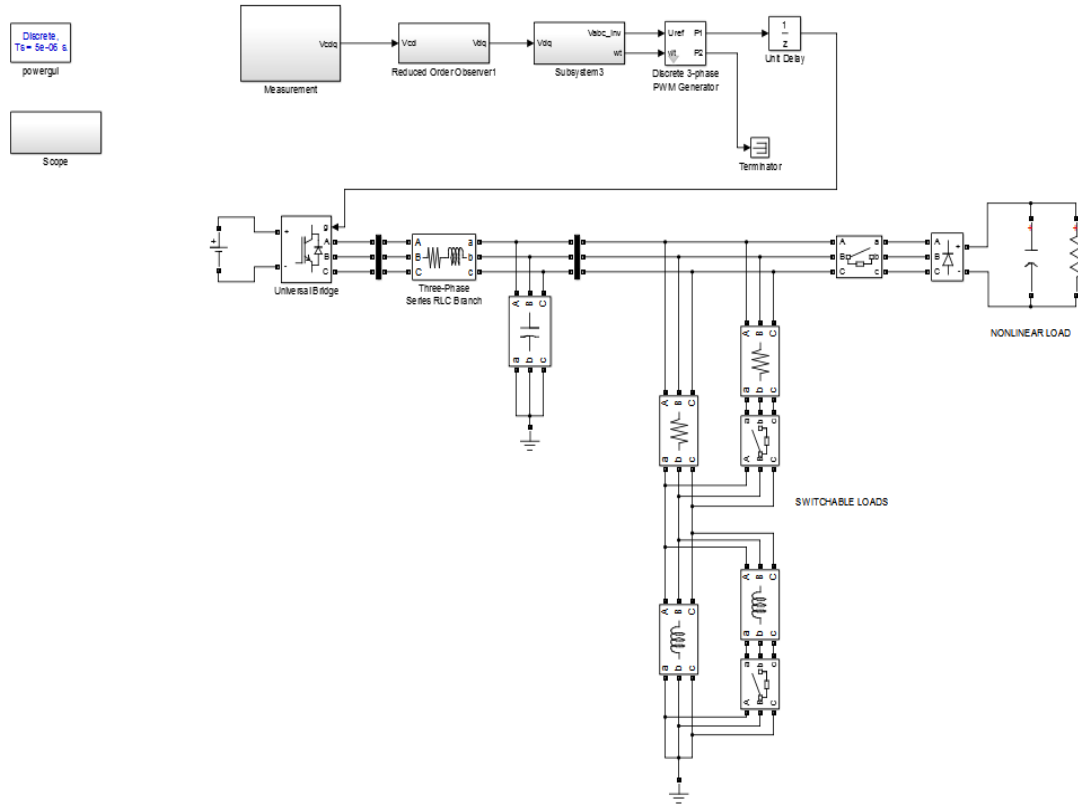 Discrete,
Ts = 5e-06 s.
powergui
Scope
Vcdq
Measurement
Vcd
Vdq
Reduced Order Observer1
Vdq
Vabc_inv
wt
Subsystem3
Uref
wt
P1
P2
Discrete 3-phase
PWM Generator
1
z
Unit Delay
Terminator
+
-
g
A
B
C
Universal Bridge
A
B
C
a
b
c
Three-Phase
Series RLC Branch
A B C
a b c
A
B
C
a
b
c
A
B
C
+
-
+
+
NONLINEAR LOAD
A B C
a b c
a b c
A B C
A B C
a b c
SWITCHABLE LOADS
A B C
a b c
a b c
A B C
A B C
a b c